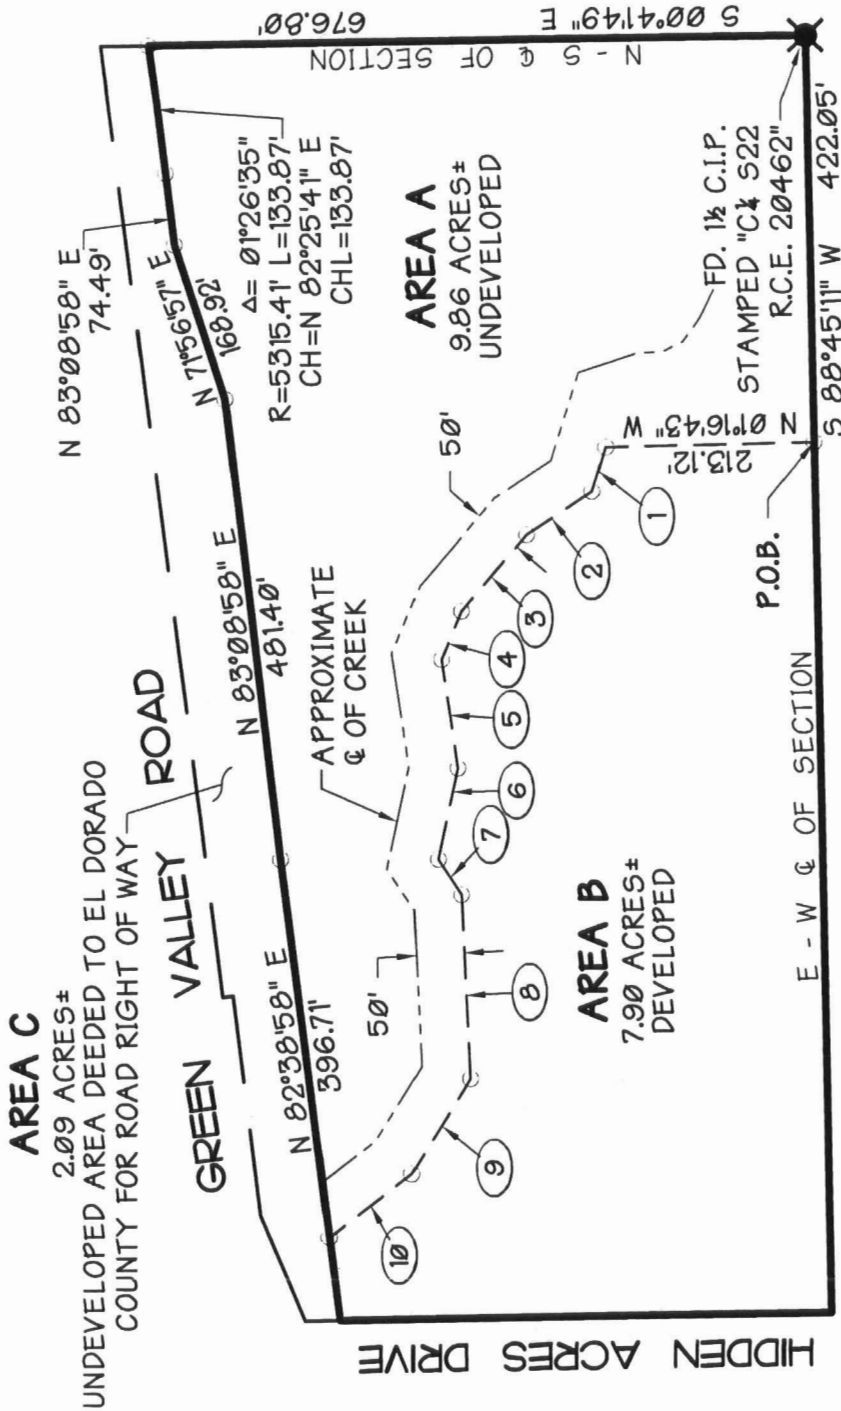 AREA C
2.09 ACRES±
UNDEVELOPED AREA DEEDED TO EL DORADO
COUNTY FOR ROAD RIGHT OF WAY
GREEN VALLEY ROAD
N 83°08'58" E
74.49'
N 71°56'57" E
168.92'
N 83°08'58" E
481.40'
N 82°38'58" E
396.71'
Δ= 01°26'35"
R=5315.41' L=133.87'
CH=N 82°25'41" E
CHL=133.87'
676.80'
S 00°41'49" E
N - S ℄ OF SECTION
AREA A
9.86 ACRES±
UNDEVELOPED
APPROXIMATE
℄ OF CREEK
50'
50'
FD. 1½ C.I.P.
STAMPED "C¼ S22
R.C.E. 20462"
N 01°16'43" W
213.12'
1
2
3
4
5
6
7
8
9
10
AREA B
7.90 ACRES±
DEVELOPED
P.O.B.
E - W ℄ OF SECTION
S 88°45'11" W 422.05'
HIDDEN ACRES DRIVE